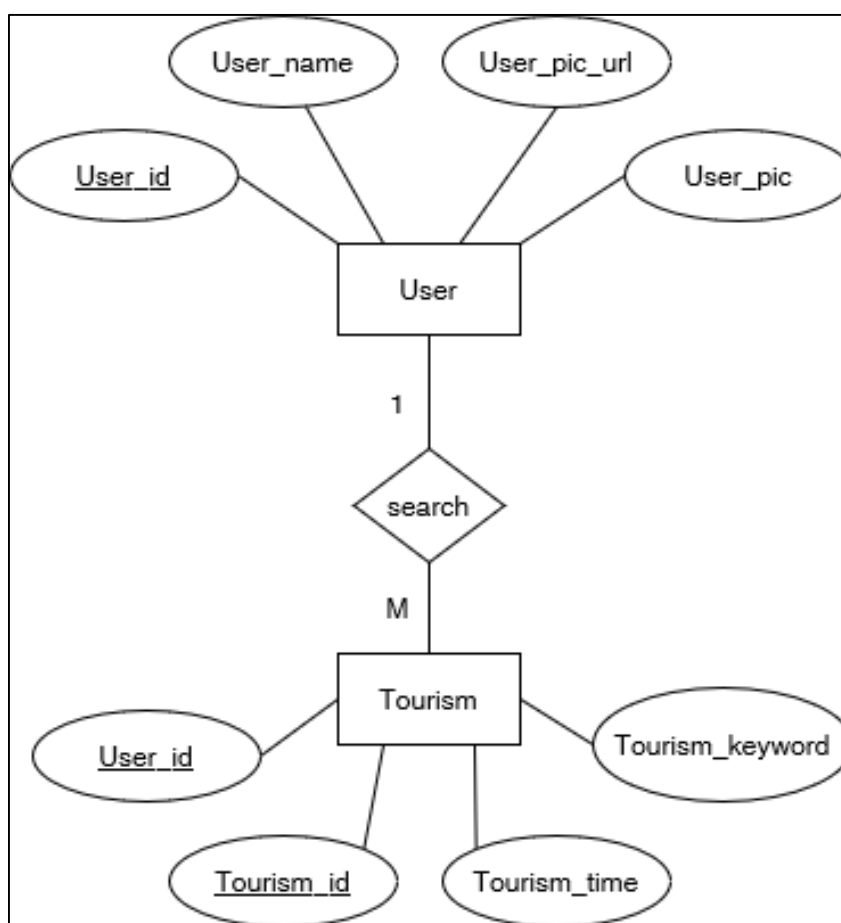 User_name
User_pic_url
User_id
User_pic
User
1
search
M
Tourism
User_id
Tourism_keyword
Tourism_id
Tourism_time